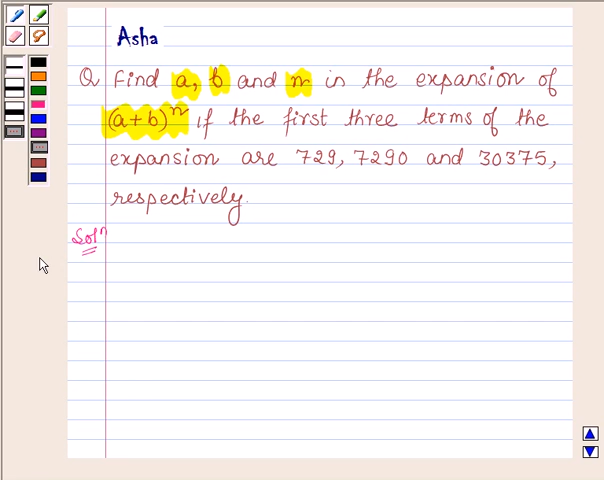 Asha
Q Find a, b and n in the expansion of
(a+b)ⁿ if the first three terms of the
expansion are 729, 7290 and 30375,
respectively.
Solⁿ